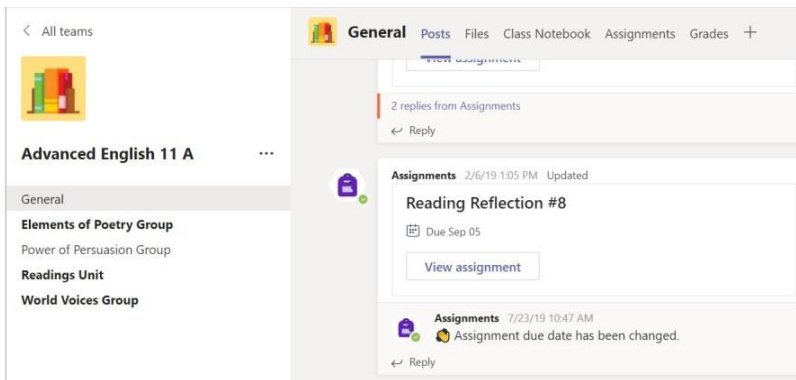 All teams
Advanced English 11 A
General
Elements of Poetry Group
Power of Persuasion Group
Readings Unit
World Voices Group
General Posts Files Class Notebook Assignments Grades
View assignment
2 replies from Assignments
Reply
Assignments 2/6/19 1:05 PM Updated
Reading Reflection #8
Due Sep 05
View assignment
Assignments 7/23/19 10:47 AM
Assignment due date has been changed.
Reply